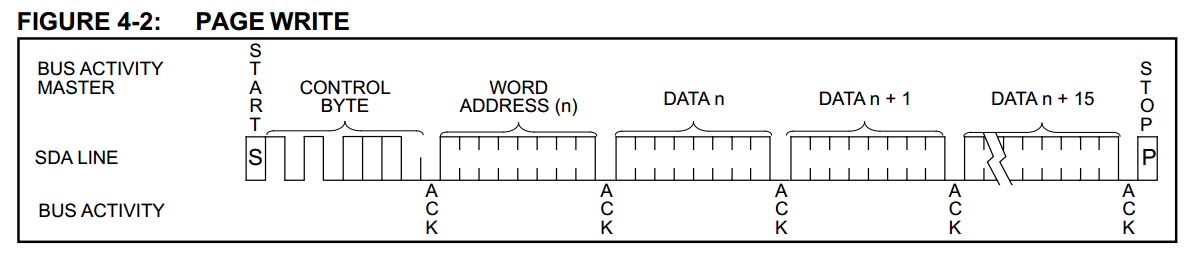 FIGURE 4-2: PAGE WRITE
BUS ACTIVITY
MASTER
START
CONTROL
BYTE
WORD
ADDRESS (n)
DATA n
DATA n + 1
DATA n + 15
STOP
SDA LINE
S
P
BUS ACTIVITY
ACK
ACK
ACK
ACK
ACK